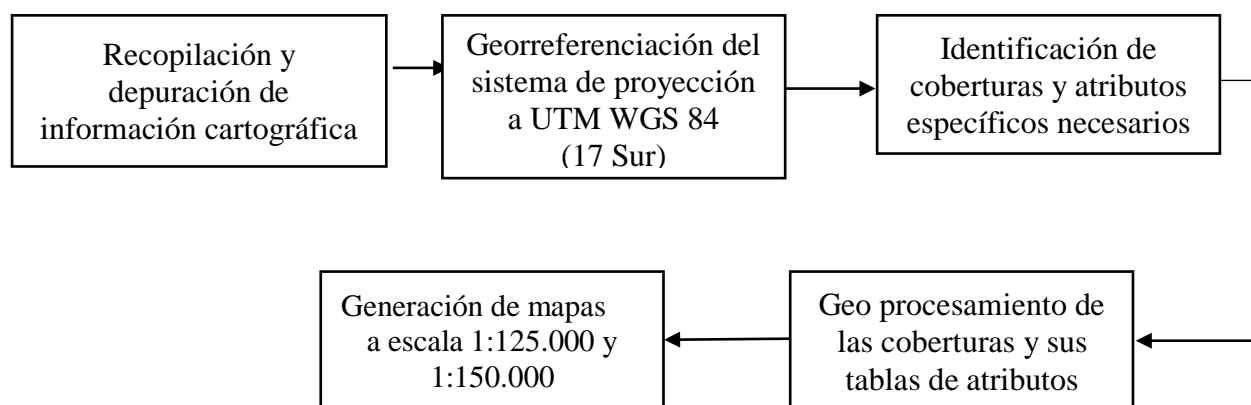 Recopilación y
depuración de
información cartográfica
Georreferenciación del
sistema de proyección
a UTM WGS 84
(17 Sur)
Identificación de
coberturas y atributos
específicos necesarios
Generación de mapas
a escala 1:125.000 y
1:150.000
Geo procesamiento de
las coberturas y sus
tablas de atributos